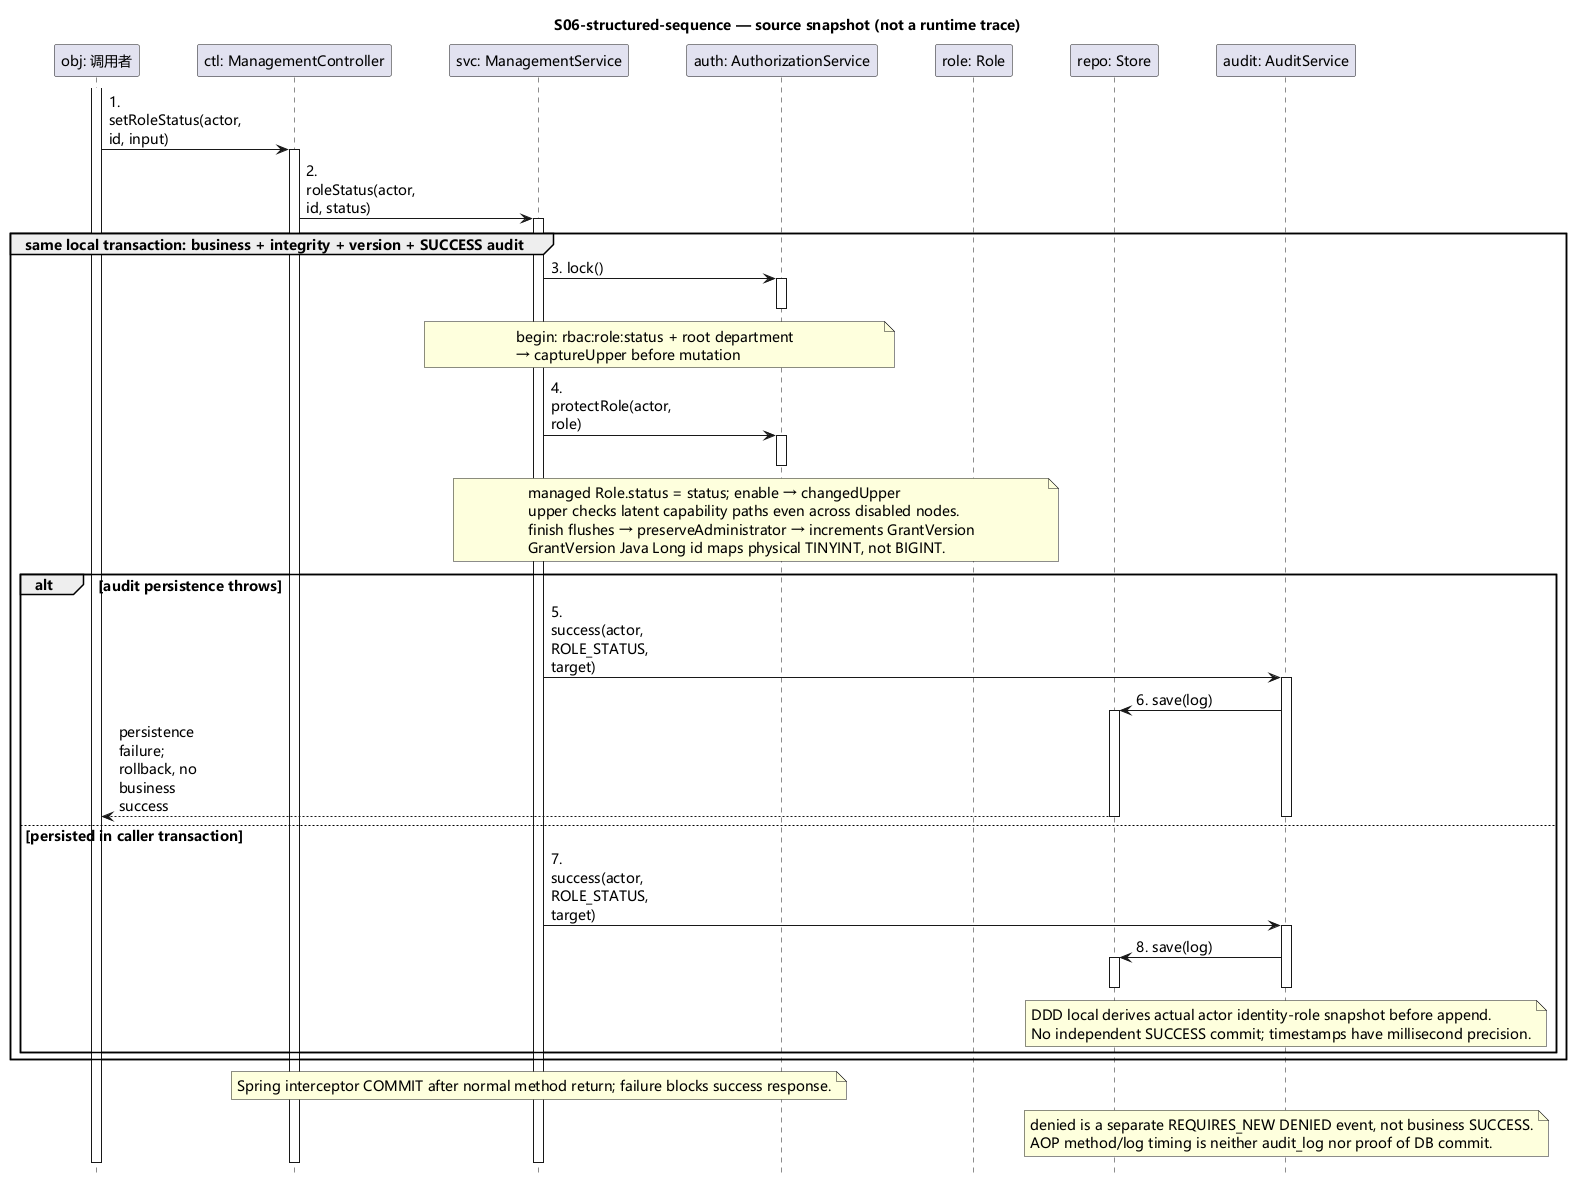 S06-structured-sequence — source snapshot (not a runtime trace)
obj: 调用者
ctl: ManagementController
svc: ManagementService
auth: AuthorizationService
role: Role
repo: Store
audit: AuditService
1.
setRoleStatus(actor,
id, input)
2.
roleStatus(actor,
id, status)
same local transaction: business + integrity + version + SUCCESS audit
3. lock()
begin: rbac:role:status + root department
→ captureUpper before mutation
4.
protectRole(actor,
role)
managed Role.status = status; enable → changedUpper
upper checks latent capability paths even across disabled nodes.
finish flushes → preserveAdministrator → increments GrantVersion
GrantVersion Java Long id maps physical TINYINT, not BIGINT.
alt
[audit persistence throws]
5.
success(actor,
ROLE_STATUS,
target)
6. save(log)
persistence
failure;
rollback, no
business
success
[persisted in caller transaction]
7.
success(actor,
ROLE_STATUS,
target)
8. save(log)
DDD local derives actual actor identity-role snapshot before append.
No independent SUCCESS commit; timestamps have millisecond precision.
Spring interceptor COMMIT after normal method return; failure blocks success response.
denied is a separate REQUIRES_NEW DENIED event, not business SUCCESS.
AOP method/log timing is neither audit_log nor proof of DB commit.